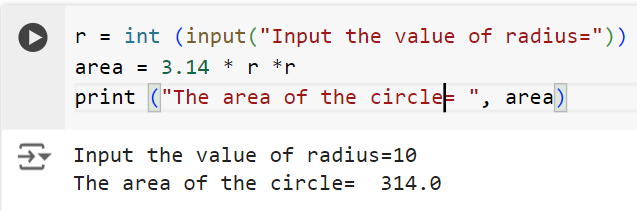 r = int (input("Input the value of radius="))
area = 3.14 * r *r
print ("The area of the circle= ", area)
Input the value of radius=10
The area of the circle=  314.0